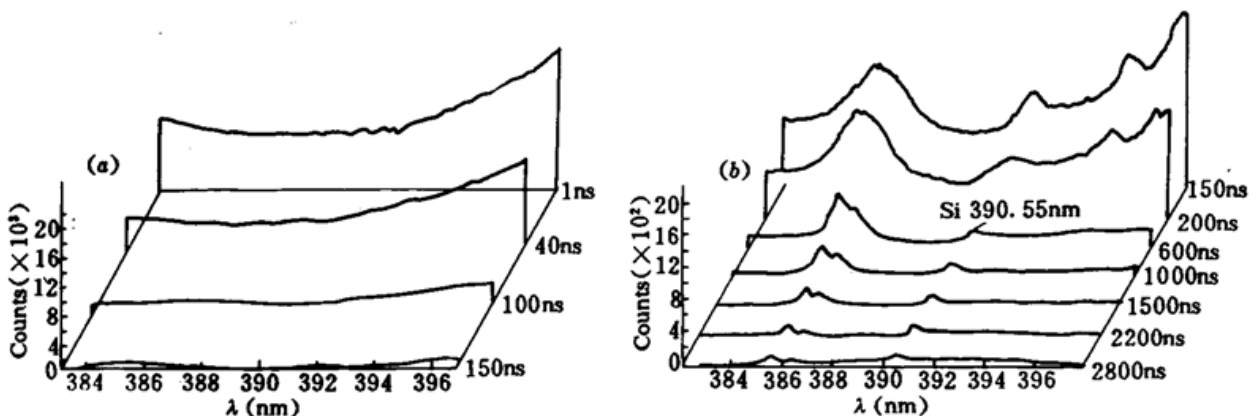 (a)
Counts(×10³)
20
16
12
8
4
0
384 386 388 390 392 394 396
λ (nm)
1ns
40ns
100ns
150ns
(b)
Counts(×10²)
20
16
12
8
4
0
384 386 388 390 392 394 396
λ (nm)
Si 390.55nm
150ns
200ns
600ns
1000ns
1500ns
2200ns
2800ns